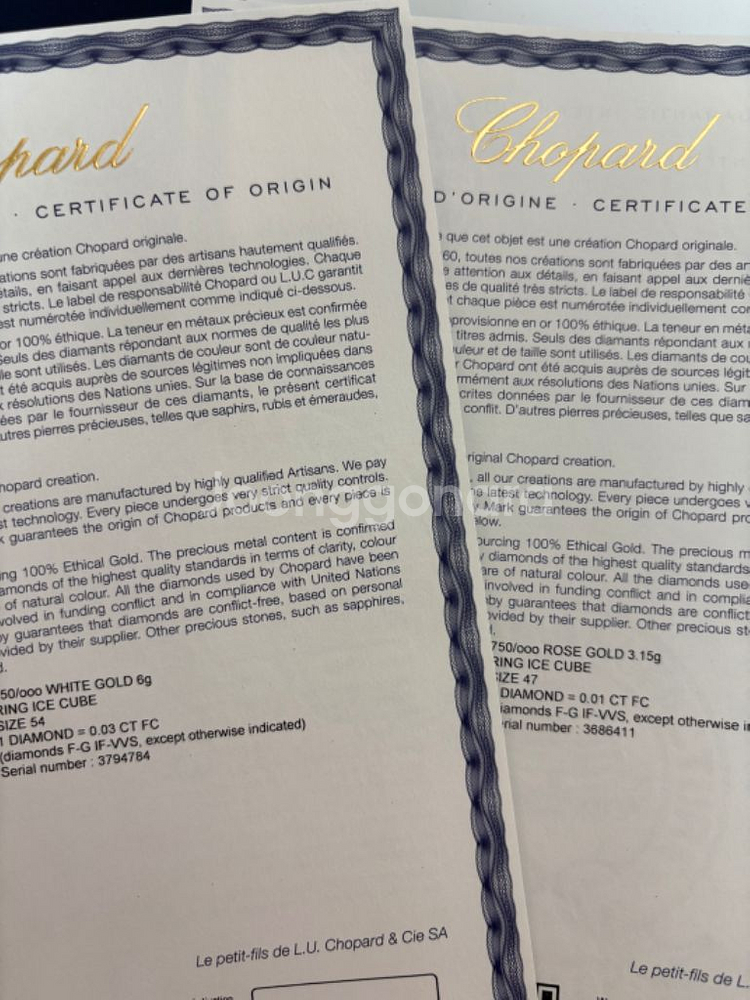 pard
· CERTIFICATE OF ORIGIN
une création Chopard originale.
ations sont fabriquées par des artisans hautement qualifiés.
étails, en faisant appel aux dernières technologies. Chaque
stricts. Le label de responsabilité Chopard ou L.U.C garantit
est numérotée individuellement comme indiqué ci-dessous.
or 100% éthique. La teneur en métaux précieux est confirmée
Seuls des diamants répondant aux normes de qualité les plus
lle sont utilisés. Les diamants de couleur sont de couleur natu-
t été acquis auprès de sources légitimes non impliquées dans
x résolutions des Nations unies. Sur la base de connaissances
ées par le fournisseur de ces diamants, le présent certificat
utres pierres précieuses, telles que saphirs, rubis et émeraudes,
hopard creation.
creations are manufactured by highly qualified Artisans. We pay
st technology. Every piece undergoes very strict quality controls.
k guarantees the origin of Chopard products and every piece is
ing 100% Ethical Gold. The precious metal content is confirmed
amonds of the highest quality standards in terms of clarity, colour
of natural colour. All the diamonds used by Chopard have been
volved in funding conflict and in compliance with United Nations
by guarantees that diamonds are conflict-free, based on personal
vided by their supplier. Other precious stones, such as sapphires,
d.
50/ooo WHITE GOLD 6g
RING ICE CUBE
SIZE 54
1 DIAMOND = 0.03 CT FC
(diamonds F-G IF-VVS, except otherwise indicated)
Serial number : 3794784
Le petit-fils de L.U. Chopard & Cie SA
Chopard
D'ORIGINE · CERTIFICATE
que cet objet est une création Chopard originale.
60, toutes nos créations sont fabriquées par des ar
e attention aux détails, en faisant appel aux derniè
es de qualité très stricts. Le label de responsabilité
t chaque pièce est numérotée individuellement co
provisionne en or 100% éthique. La teneur en méta
titres admis. Seuls des diamants répondant aux
uleur et de taille sont utilisés. Les diamants de cou
r Chopard ont été acquis auprès de sources légit
rmément aux résolutions des Nations unies. Sur
crites données par le fournisseur de ces diam
conflit. D'autres pierres précieuses, telles que sa
riginal Chopard creation.
, all our creations are manufactured by highly
he latest technology. Every piece undergoes v
y Mark guarantees the origin of Chopard pro
elow.
ourcing 100% Ethical Gold. The precious m
y diamonds of the highest quality standards
are of natural colour. All the diamonds use
involved in funding conflict and in complia
eby guarantees that diamonds are conflict
ovided by their supplier. Other precious sto
d.
750/ooo ROSE GOLD 3.15g
RING ICE CUBE
SIZE 47
DIAMOND = 0.01 CT FC
iamonds F-G IF-VVS, except otherwise in
rial number : 3686411
Le petit-fils de L.